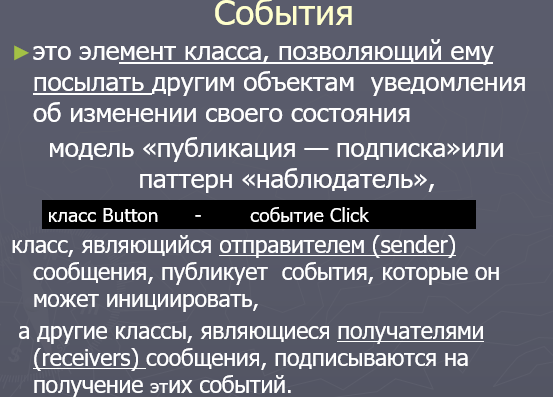 События
►это элемент класса, позволяющий ему
посылать другим объектам уведомления
об изменении своего состояния
модель «публикация — подписка»или
паттерн «наблюдатель»,
класс Button - событие Click
класс, являющийся отправителем (sender)
сообщения, публикует события, которые он
может инициировать,
а другие классы, являющиеся получателями
(receivers) сообщения, подписываются на
получение этих событий.